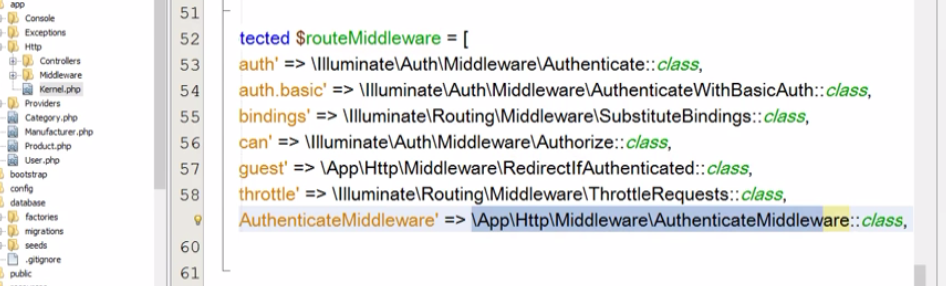 app
Console
Exceptions
Http
Controllers
Middleware
Kernel.php
Providers
Category.php
Manufacturer.php
Product.php
User.php
bootstrap
config
database
factories
migrations
seeds
.gitignore
public
51
52 tected $routeMiddleware = [
53 auth' => \Illuminate\Auth\Middleware\Authenticate::class,
54 auth.basic' => \Illuminate\Auth\Middleware\AuthenticateWithBasicAuth::class,
55 bindings' => \Illuminate\Routing\Middleware\SubstituteBindings::class,
56 can' => \Illuminate\Auth\Middleware\Authorize::class,
57 guest' => \App\Http\Middleware\RedirectIfAuthenticated::class,
58 throttle' => \Illuminate\Routing\Middleware\ThrottleRequests::class,
AuthenticateMiddleware' => \App\Http\Middleware\AuthenticateMiddleware::class,
60
61